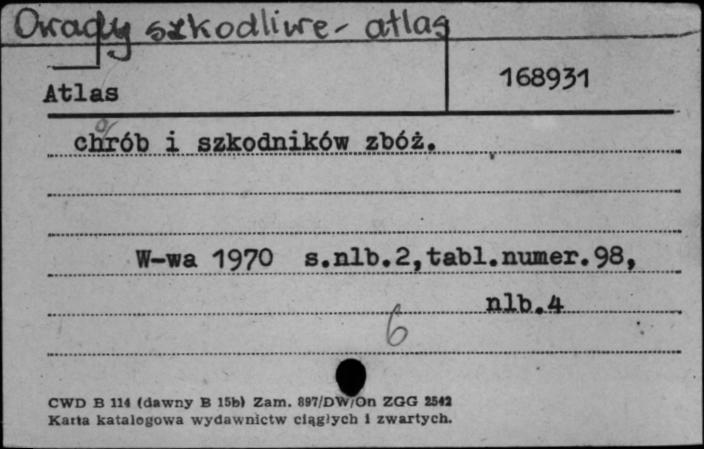 Owady szkodliwe - atlas
Atlas
168931
o
chrób i szkodników zbóż.
W-wa 1970 s.nlb.2,tabl.numer.98,
nlb.4
6
CWD B 114 (dawny B 15b) Zam. 897/DW/On ZGG 2542
Karta katalogowa wydawnictw ciągłych i zwartych.